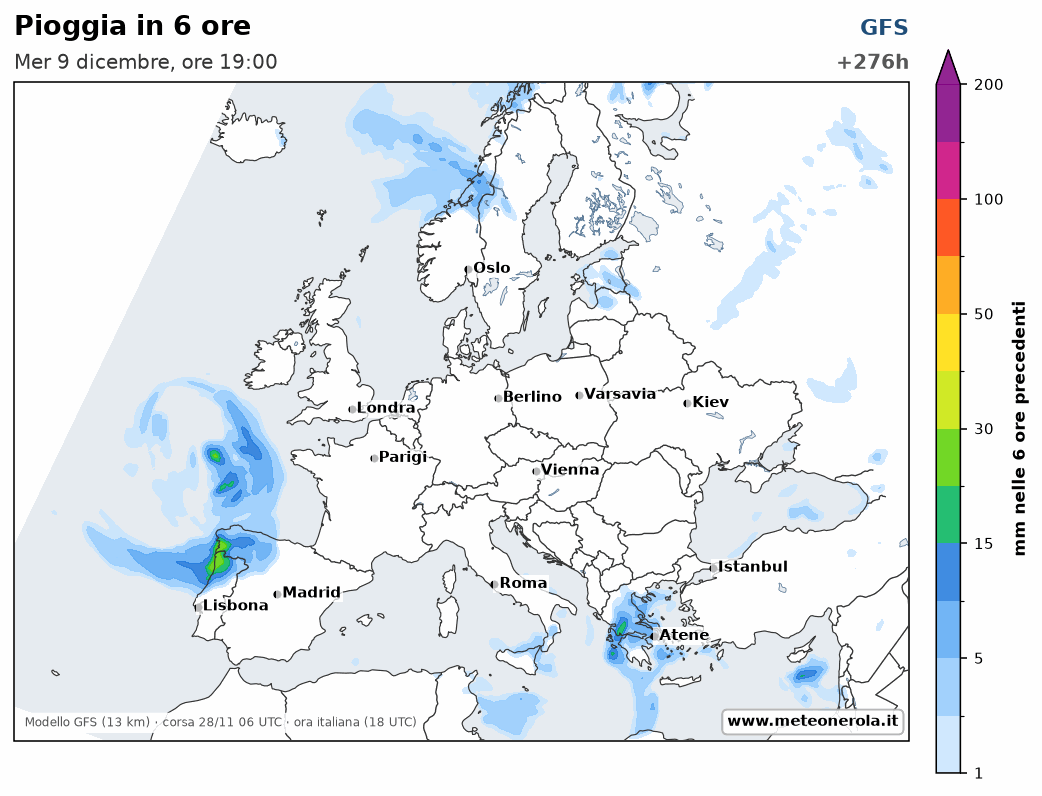 Pioggia in 6 ore
GFS
Mer 9 dicembre, ore 19:00
+276h
200
100
50
30
15
5
1
mm nelle 6 ore precedenti
Oslo
Berlino
Varsavia
Kiev
Londra
Parigi
Vienna
Istanbul
Roma
Madrid
Lisbona
Atene
Modello GFS (13 km) · corsa 28/11 06 UTC · ora italiana (18 UTC)
www.meteonerola.it